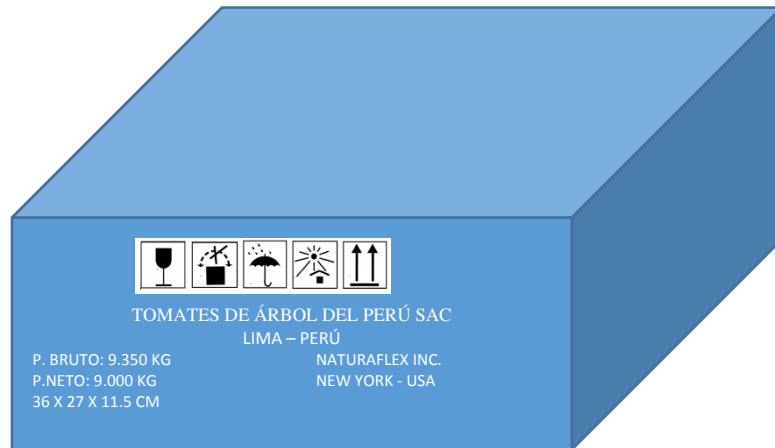 TOMATES DE ÁRBOL DEL PERÚ SAC
LIMA – PERÚ
P. BRUTO: 9.350 KG NATURAFLEX INC.
P.NETO: 9.000 KG NEW YORK - USA
36 X 27 X 11.5 CM